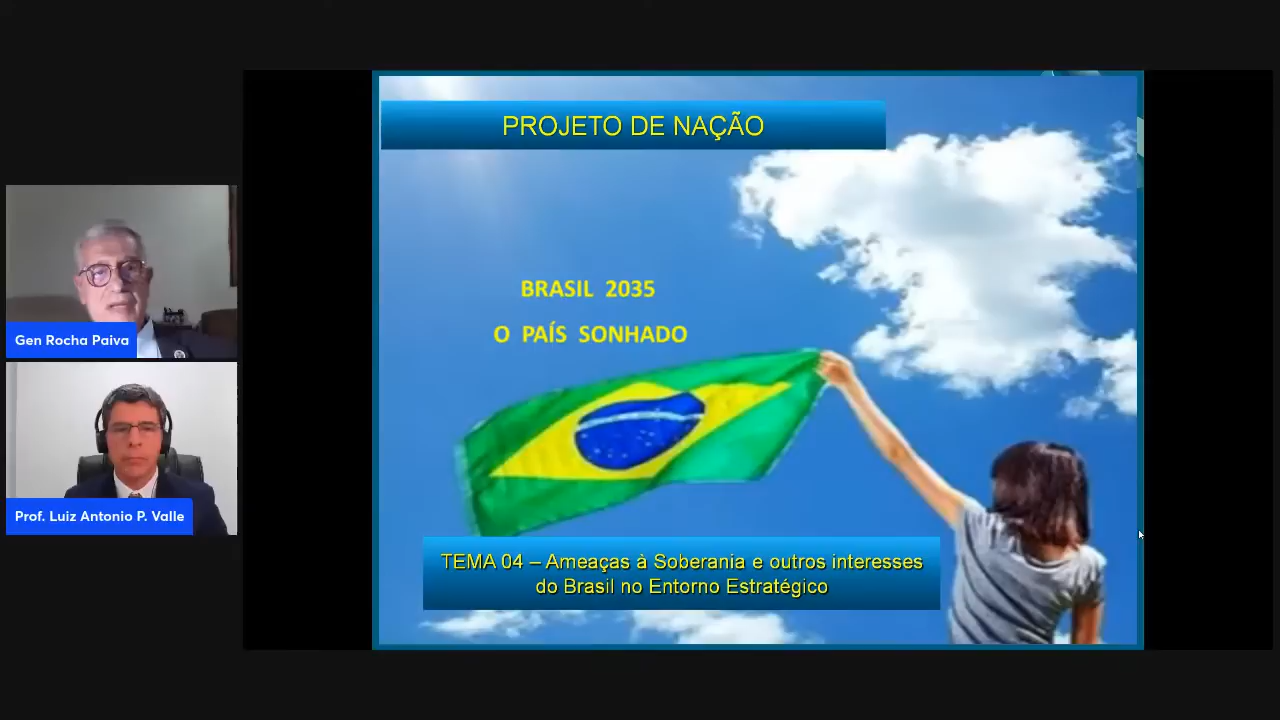 PROJETO DE NAÇÃO
BRASIL 2035
O PAÍS SONHADO
Gen Rocha Paiva
Prof. Luiz Antonio P. Valle
TEMA 04 – Ameaças à Soberania e outros interesses
do Brasil no Entorno Estratégico